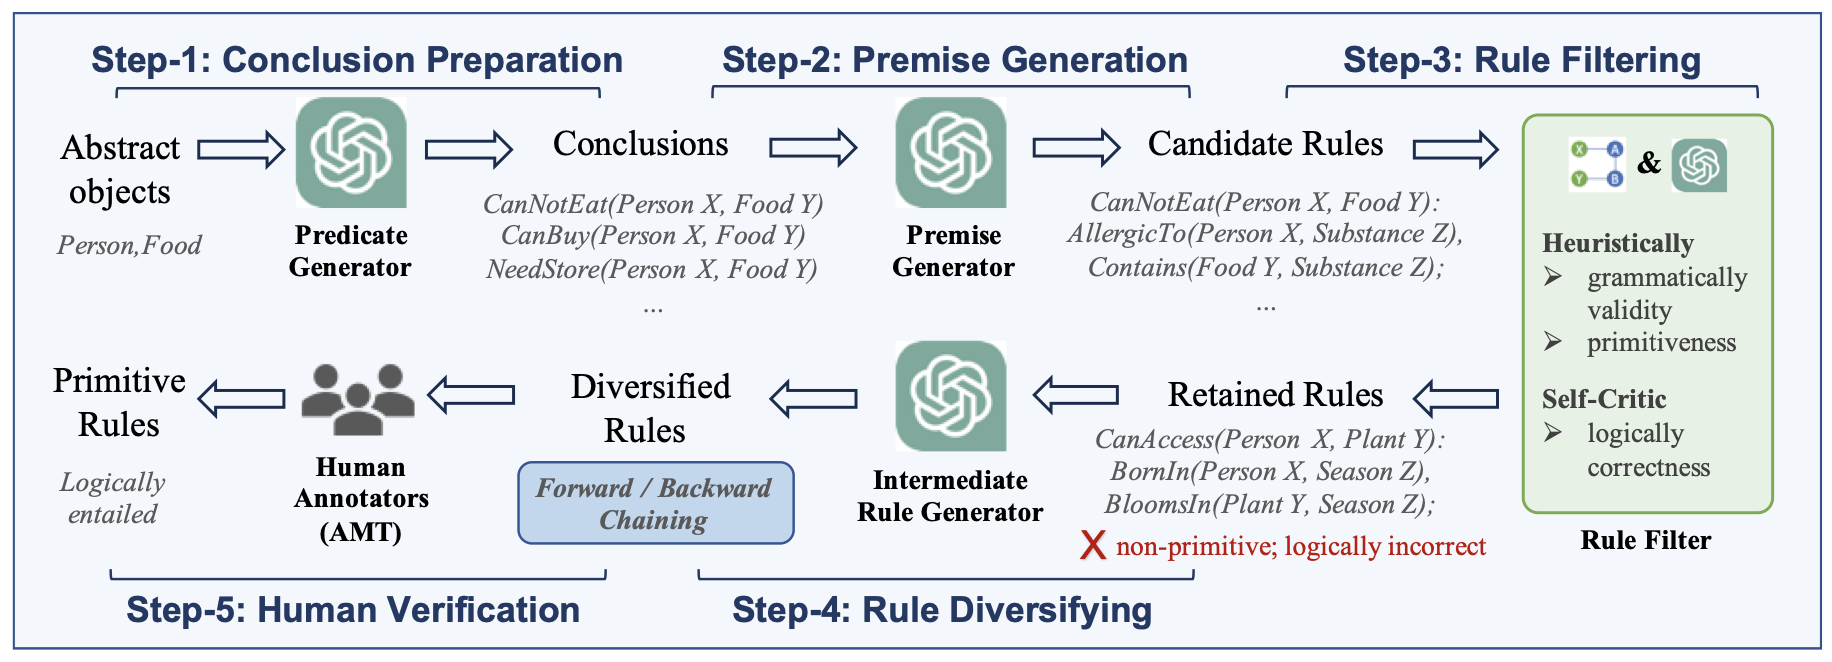 Step-1: Conclusion Preparation
Step-2: Premise Generation
Step-3: Rule Filtering
Abstract
objects
Person,Food
Predicate
Generator
Conclusions
CanNotEat(Person X, Food Y)
CanBuy(Person X, Food Y)
NeedStore(Person X, Food Y)
...
Premise
Generator
Candidate Rules
CanNotEat(Person X, Food Y):
AllergicTo(Person X, Substance Z),
Contains(Food Y, Substance Z);
...
X A
& 
Y B
Heuristically
➢ grammatically
validity
➢ primitiveness
Self-Critic
➢ logically
correctness
Rule Filter
Retained Rules
CanAccess(Person X, Plant Y):
BornIn(Person X, Season Z),
BloomsIn(Plant Y, Season Z);
X non-primitive; logically incorrect
Intermediate
Rule Generator
Diversified
Rules
Forward / Backward
Chaining
Human
Annotators
(AMT)
Primitive
Rules
Logically
entailed
Step-5: Human Verification
Step-4: Rule Diversifying